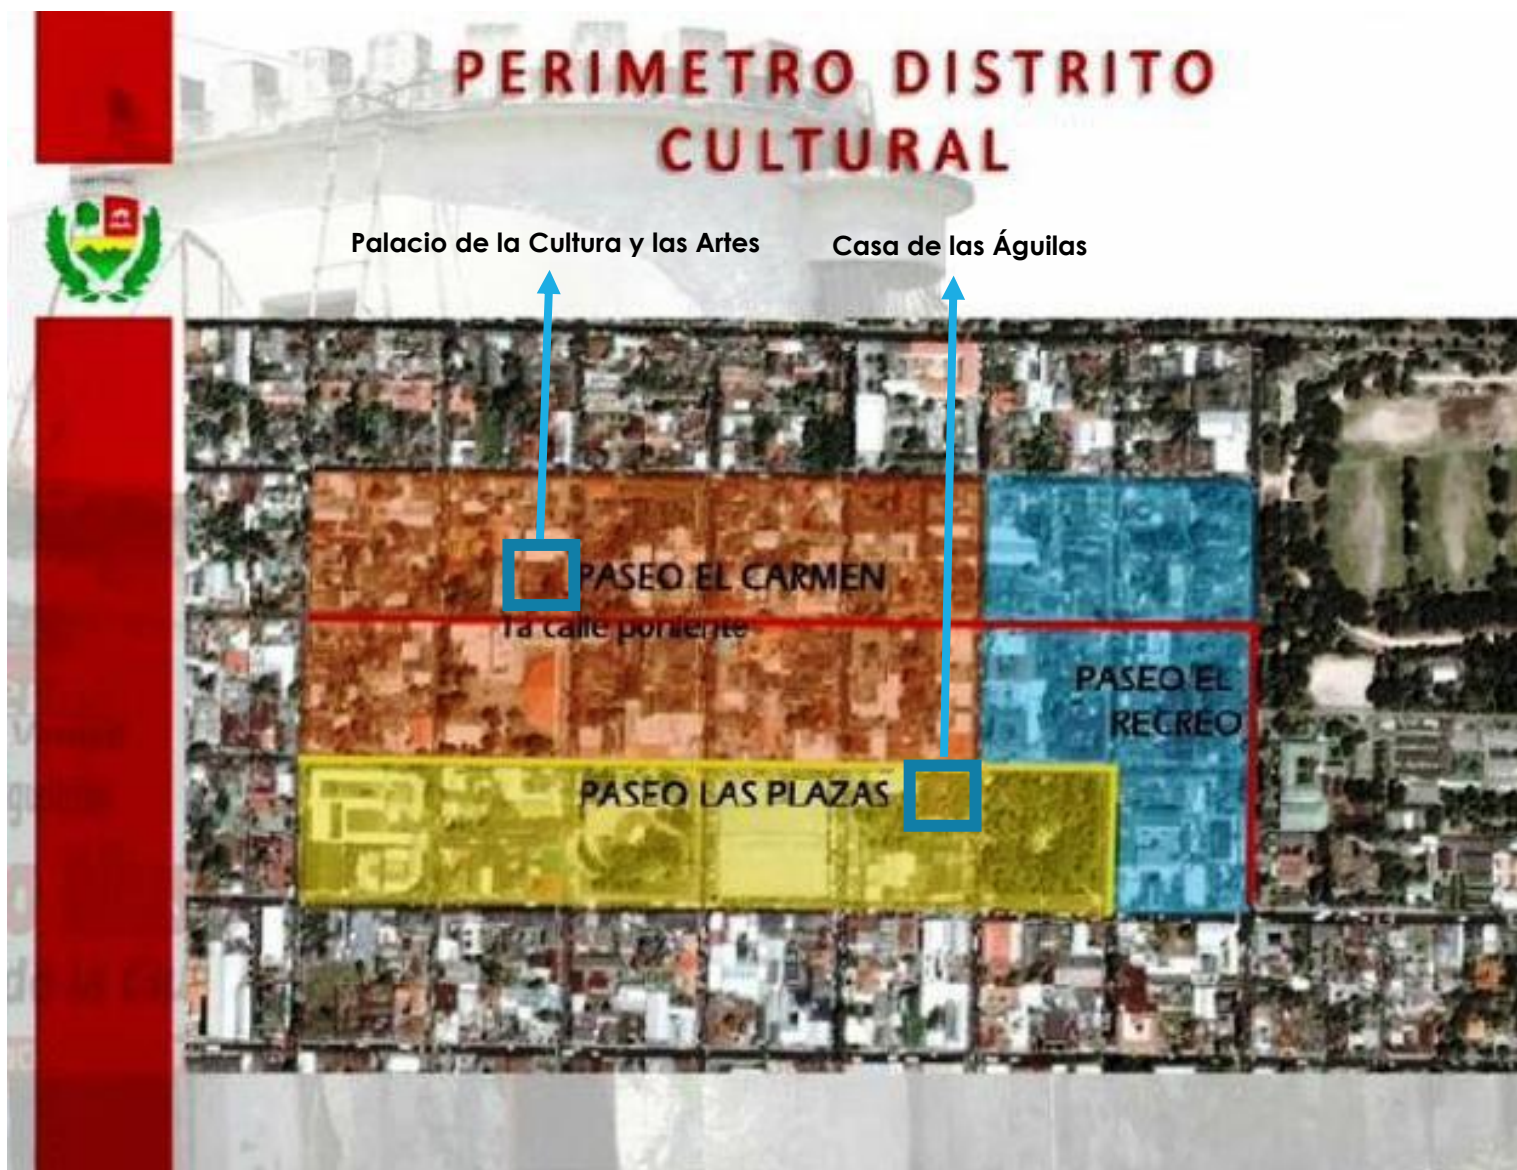 PERIMETRO DISTRITO
CULTURAL
Palacio de la Cultura y las Artes
Casa de las Águilas
PASEO EL CARMEN
1a calle poniente
PASEO EL
RECREO
PASEO LAS PLAZAS